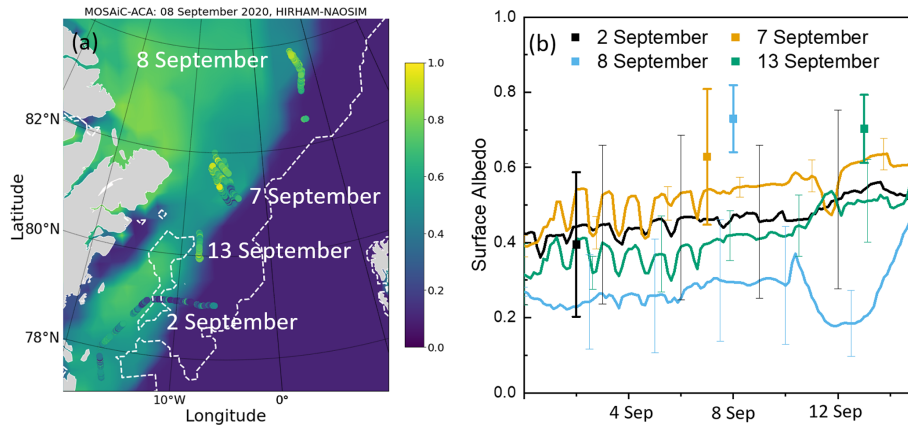 MOSAiC-ACA: 08 September 2020, HIRHAM-NAOSIM
(a)
8 September
7 September
13 September
2 September
82°N
80°N
78°N
Latitude
10°W
0°
Longitude
1.0
0.8
0.6
0.4
0.2
0.0
(b)
2 September
7 September
8 September
13 September
1.0
0.8
0.6
0.4
0.2
0.0
Surface Albedo
4 Sep
8 Sep
12 Sep